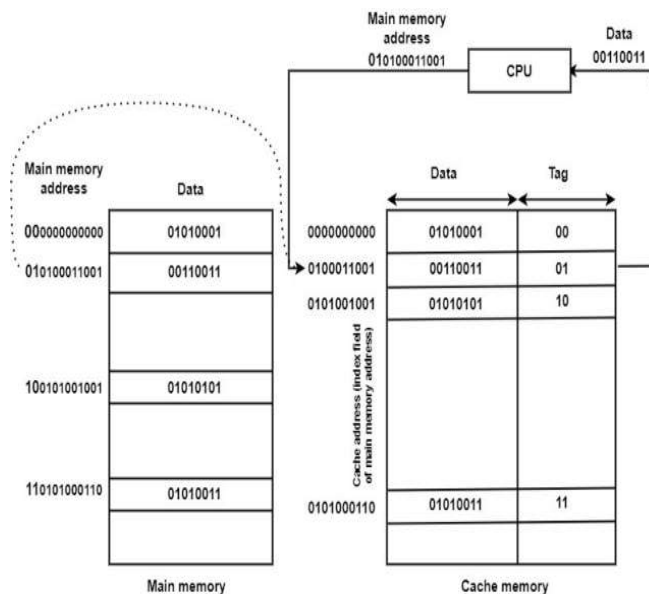 Main memory
address
010100011001
CPU
Data
00110011
Main memory
address
Data
000000000000
01010001
010100011001
00110011
100101001001
01010101
110101000110
01010011
Main memory
Data
Tag
0000000000
01010001
00
0100011001
00110011
01
0101001001
01010101
10
Cache address (index field
of main memory address)
0101000110
01010011
11
Cache memory